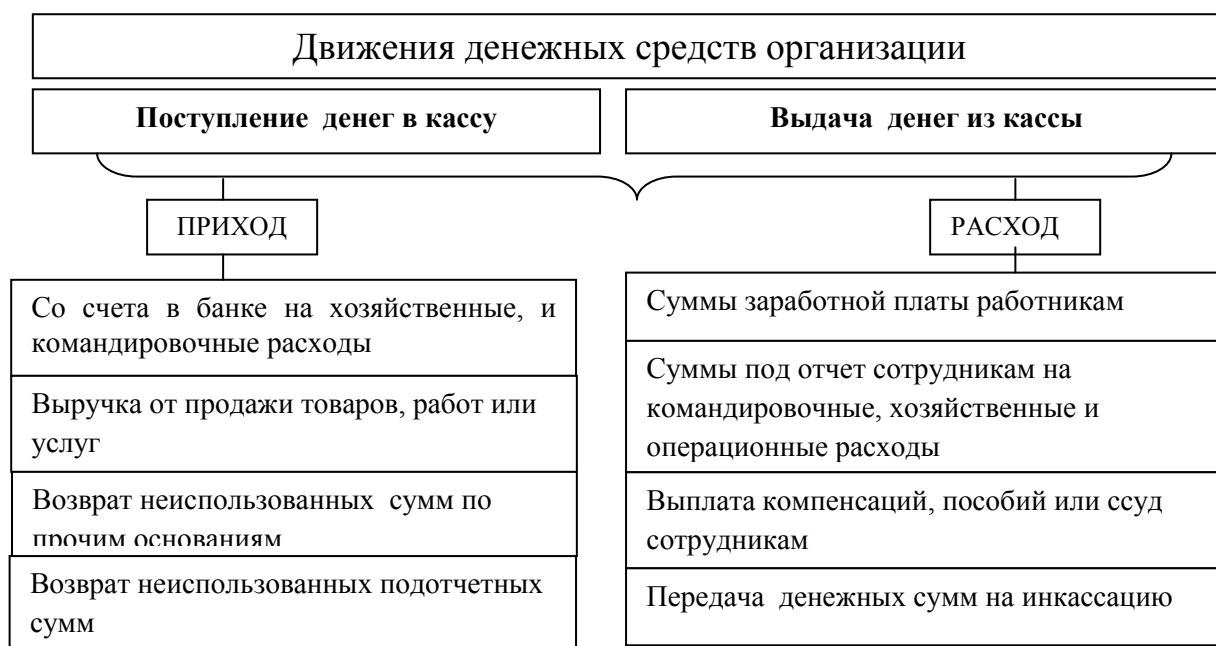 Движения денежных средств организации
Поступление денег в кассу
Выдача денег из кассы
ПРИХОД
РАСХОД
Со счета в банке на хозяйственные, и
командировочные расходы
Выручка от продажи товаров, работ или
услуг
Возврат неиспользованных сумм по
прочим основаниям
Возврат неиспользованных подотчетных
сумм
Суммы заработной платы работникам
Суммы под отчет сотрудникам на
командировочные, хозяйственные и
операционные расходы
Выплата компенсаций, пособий или ссуд
сотрудникам
Передача денежных сумм на инкассацию